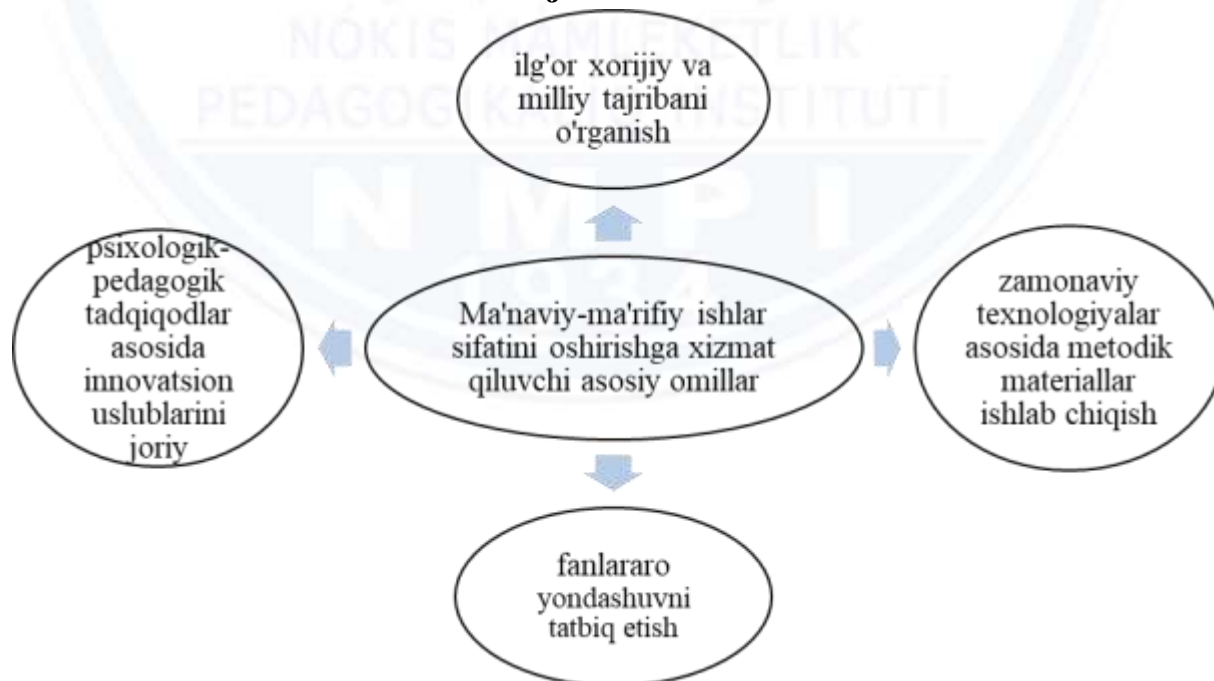 NÓKIS MÁMLEKETLIK
PEDAGOGIKALÍQ INSTITUTÍ
N M P I
1934
ilg'or xorijiy va
milliy tajribani
o'rganish
psixologik-
pedagogik
tadqiqodlar
asosida
innovatsion
uslublarini
joriy
Ma'naviy-ma'rifiy ishlar
sifatini oshirishga xizmat
qiluvchi asosiy omillar
zamonaviy
texnologiyalar
asosida metodik
materiallar
ishlab chiqish
fanlararo
yondashuvni
tatbiq etish